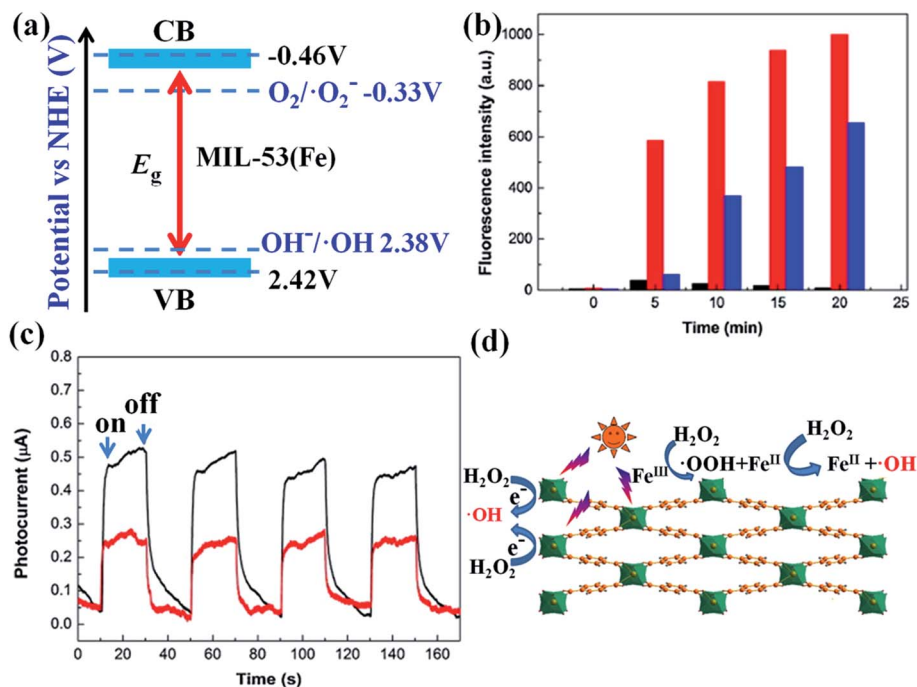 (a)
CB
-0.46V
O₂/·O₂⁻ -0.33V
Eg
MIL-53(Fe)
OH⁻/·OH 2.38V
2.42V
VB
Potential vs NHE (V)
(b)
1000
800
600
400
200
0
0 5 10 15 20 25
Fluorescence intensity (a.u.)
Time (min)
(c)
0.8
0.7
0.6
0.5
0.4
0.3
0.2
0.1
0.0
on
off
0 20 40 60 80 100 120 140 160
Photocurrent (μA)
Time (s)
(d)
H₂O₂
H₂O₂
·OOH+Feᴵᴵ
Feᴵᴵ + ·OH
Feᴵᴵᴵ
H₂O₂
e⁻
·OH
e⁻
H₂O₂